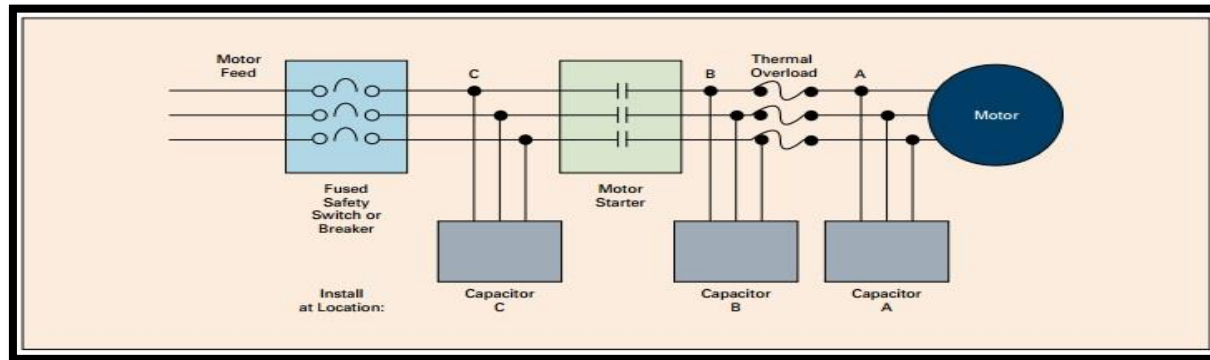 Motor
Feed
C
B
Thermal
Overload
A
Motor
Fused
Safety
Switch or
Breaker
Motor
Starter
Install
at Location:
Capacitor
C
Capacitor
B
Capacitor
A